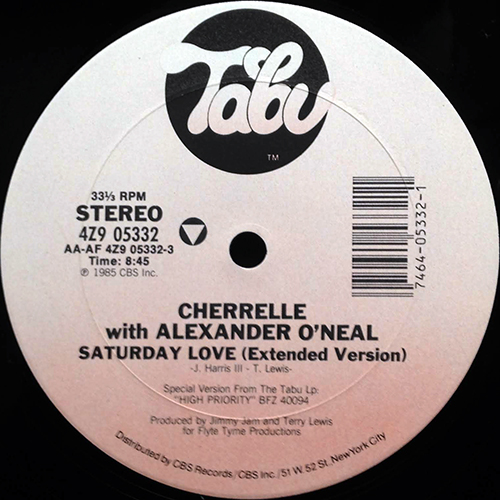 Tabu
TM
33⅓ RPM
STEREO
4Z9 05332
AA-AF 4Z9 05332-3
Time: 8:45
℗ 1985 CBS Inc.
7464-05332-1
CHERRELLE
with ALEXANDER O'NEAL
SATURDAY LOVE (Extended Version)
-J. Harris III - T. Lewis-
Special Version From The Tabu Lp:
"HIGH PRIORITY" BFZ 40094
Produced by Jimmy Jam and Terry Lewis
for Flyte Tyme Productions
Distributed by CBS Records/CBS Inc./51 W. 52 St. New York City